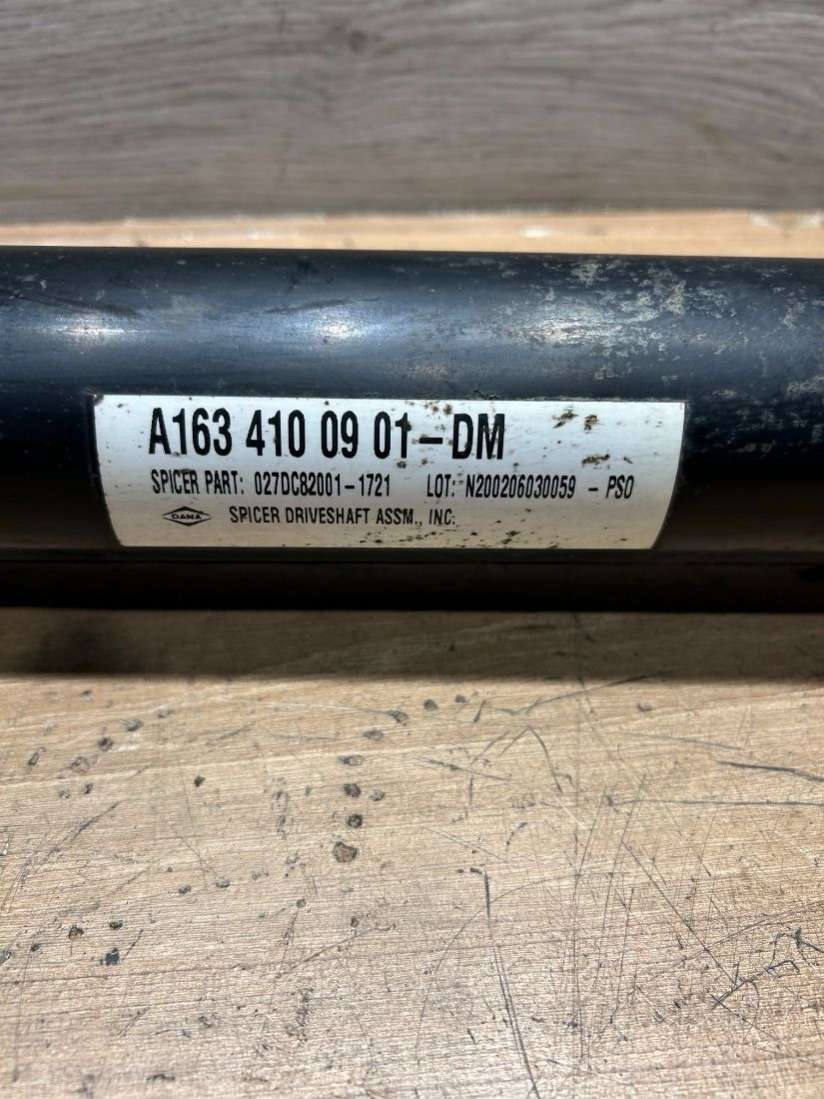 A163 410 09 01-DM
SPICER PART: 027DC82001-1721 LOT: N200206030059 - PSO
DANA SPICER DRIVESHAFT ASSM., INC.